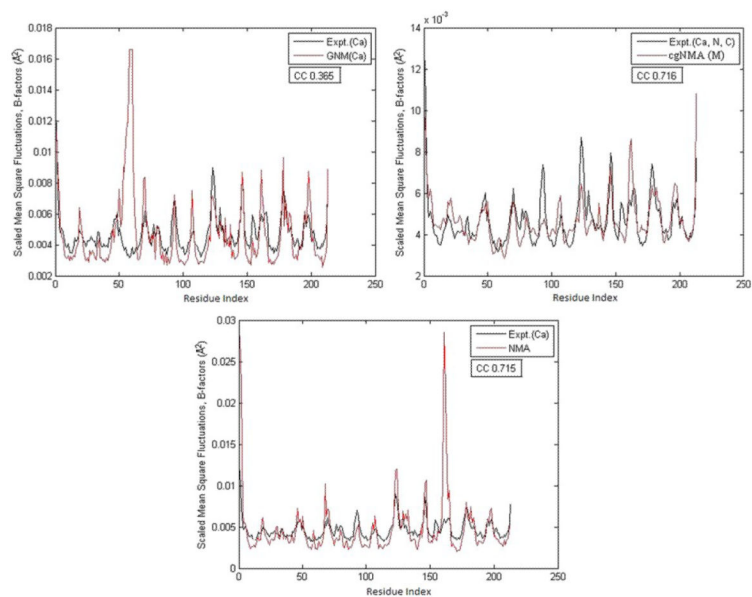 Scaled Mean Square Fluctuations, B-factors (Å²)
0.018
0.016
0.014
0.012
0.01
0.008
0.006
0.004
0.002
0 50 100 150 200 250
Residue Index
Expt.(Ca)
GNM(Ca)
CC 0.365
x 10⁻³
Scaled Mean Square Fluctuations, B-factors (Å²)
14
12
10
8
6
4
2
0 50 100 150 200 250
Residue Index
Expt.(Ca, N, C)
cgNMA (M)
CC 0.716
Scaled Mean Square Fluctuations, B-factors (Å²)
0.03
0.025
0.02
0.015
0.01
0.005
0
0 50 100 150 200 250
Residue Index
Expt.(Ca)
NMA
CC 0.715